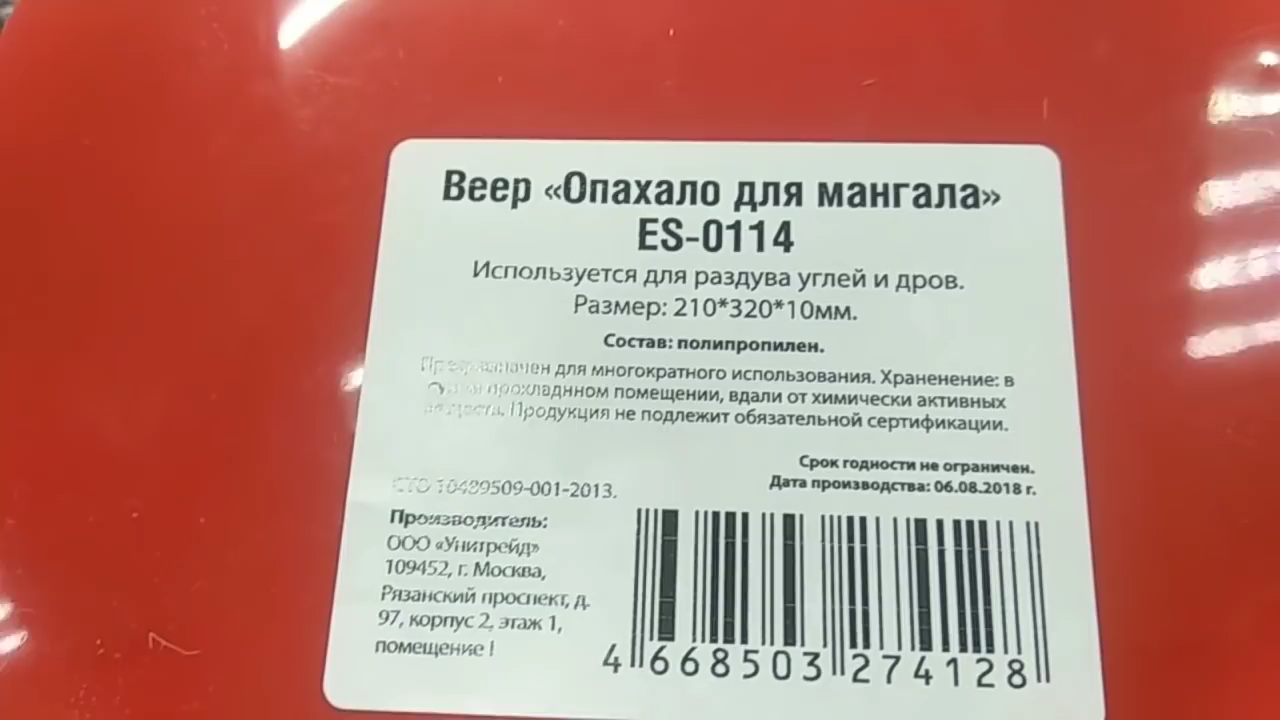 Веер «Опахало для мангала»
ES-0114
Используется для раздува углей и дров.
Размер: 210*320*10мм.
Состав: полипропилен.
Предназначен для многократного использования. Храненение: в
прохладнном помещении, вдали от химически активных
веществ. Продукция не подлежит обязательной сертификации.
Срок годности не ограничен.
Дата производства: 06.08.2018 г.
СТО 10489509-001-2013.
Производитель:
ООО «Унитрейд»
109452, г. Москва,
Рязанский проспект, д.
97, корпус 2, этаж 1,
помещение I
4 668503 274128